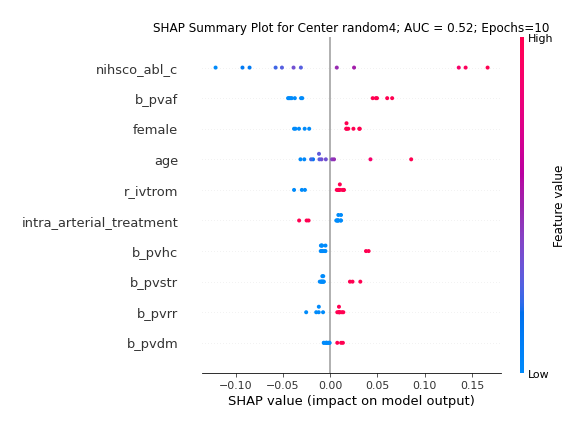 SHAP Summary Plot for Center random4; AUC = 0.52; Epochs=10
High
nihsco_abl_c
b_pvaf
female
age
r_ivtrom
intra_arterial_treatment
b_pvhc
b_pvstr
b_pvrr
b_pvdm
Feature value
Low
−0.10 −0.05 0.00 0.05 0.10 0.15
SHAP value (impact on model output)